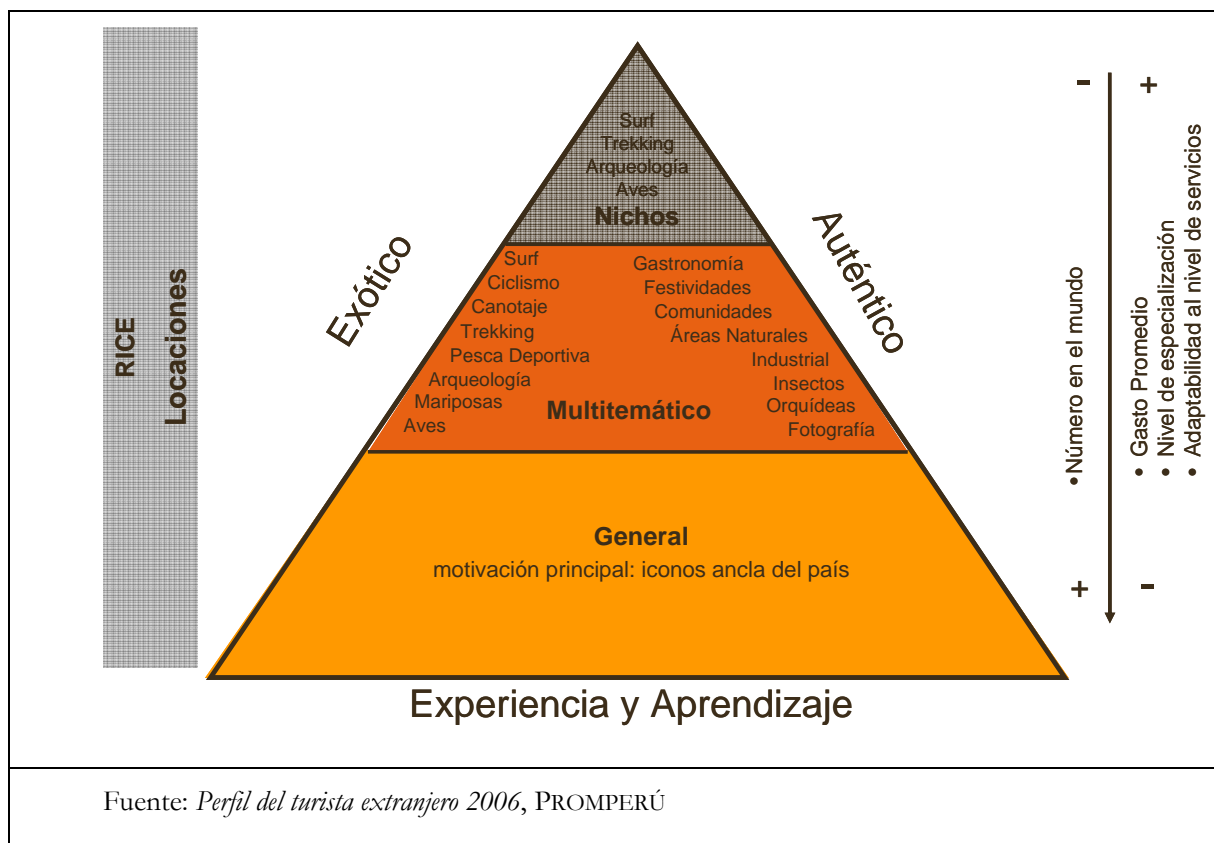 RICE
Locaciones
Exótico
Auténtico
Surf
Trekking
Arqueología
Aves
Nichos
Surf
Ciclismo
Canotaje
Trekking
Pesca Deportiva
Arqueología
Mariposas
Aves
Gastronomía
Festividades
Comunidades
Áreas Naturales
Industrial
Insectos
Orquídeas
Fotografía
Multitemático
General
motivación principal: iconos ancla del país
Experiencia y Aprendizaje
-
+
•Número en el mundo
• Gasto Promedio
• Nivel de especialización
• Adaptabilidad al nivel de servicios
+
-
Fuente: Perfil del turista extranjero 2006, PROMPERÚ